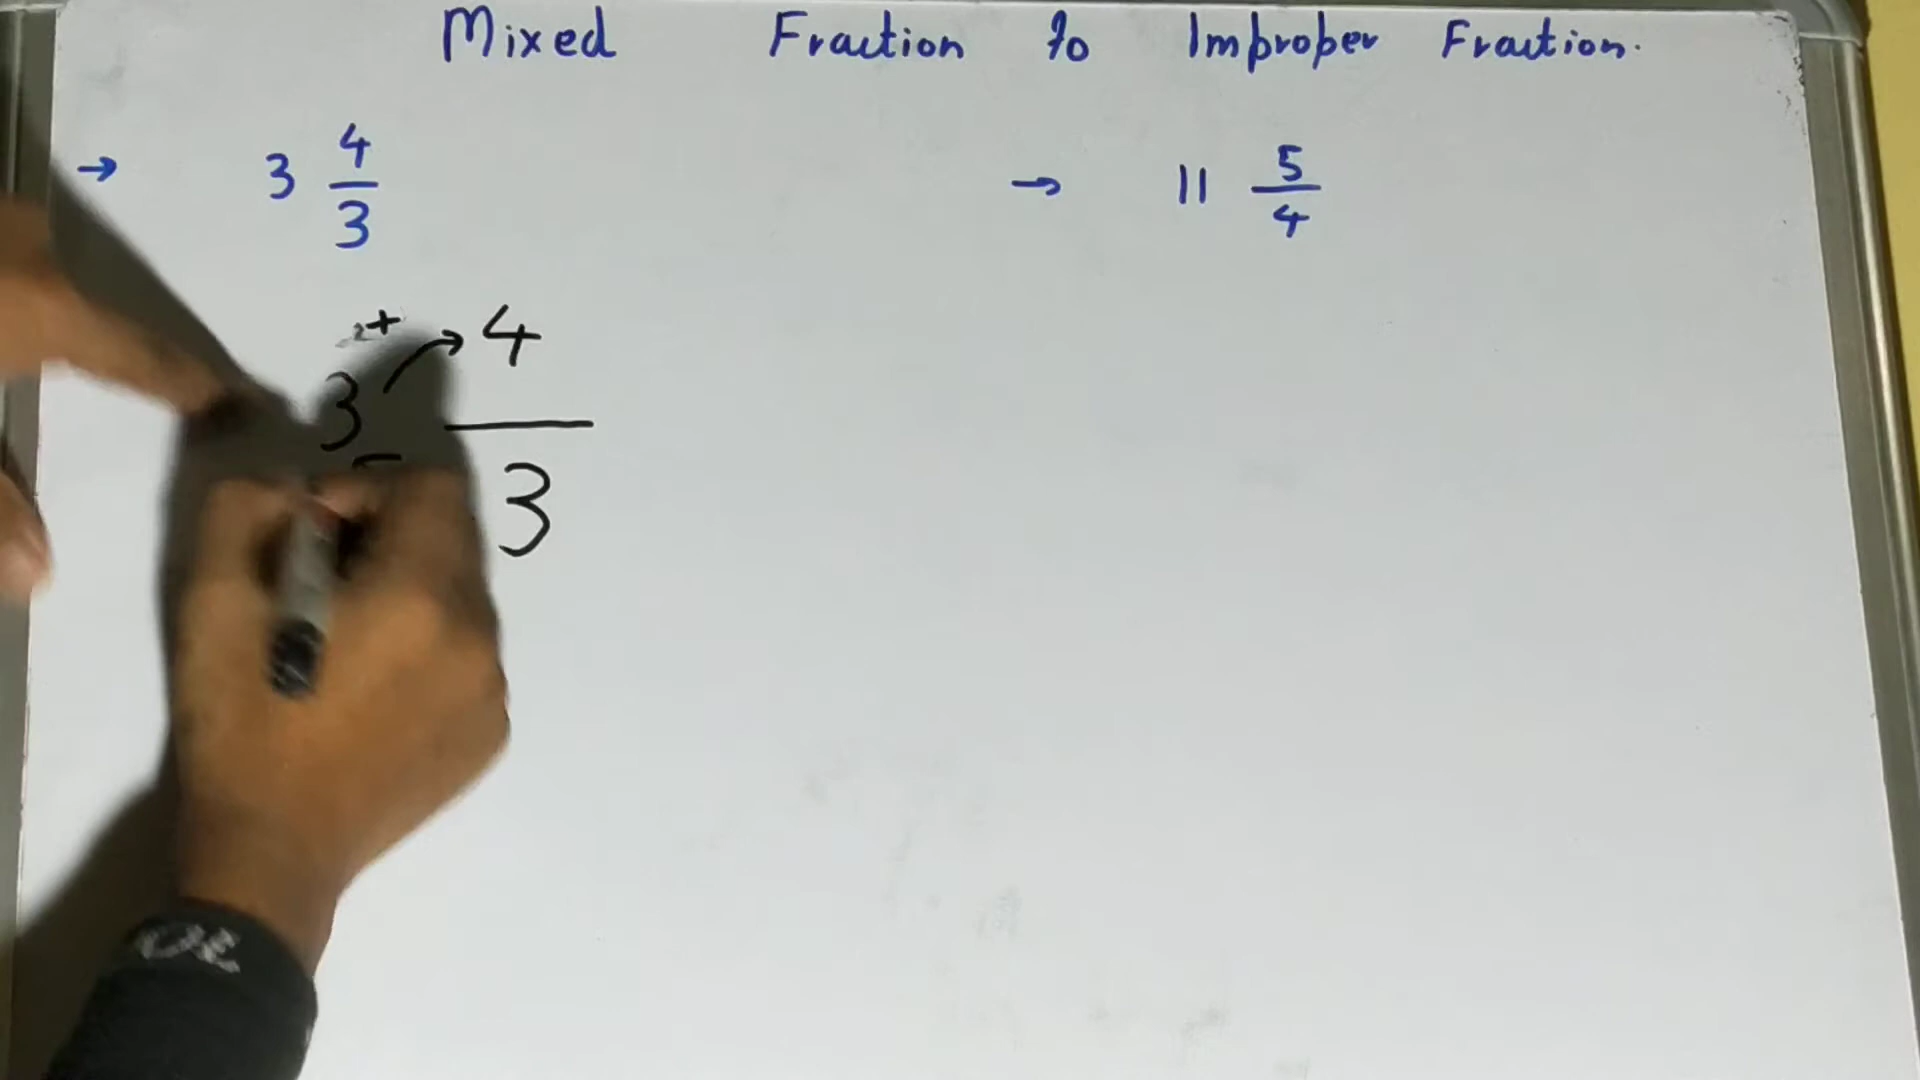 Mixed Fraction to Improper Fraction.
→ 3 4/3
→ 11 5/4
+
3 → 4
3